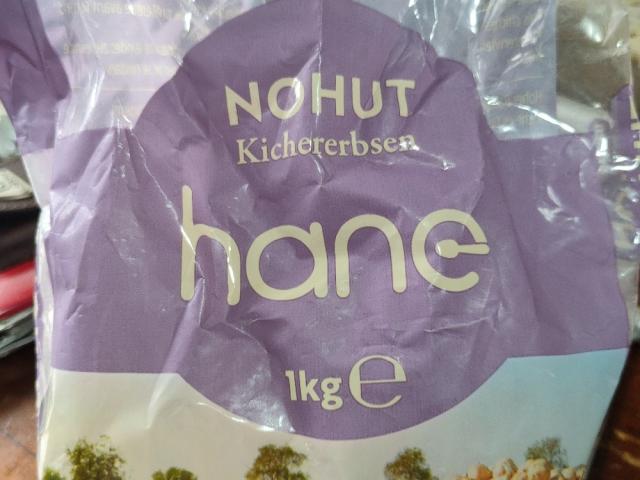 NOHUT
Kichererbsen
hane
1kg ℮